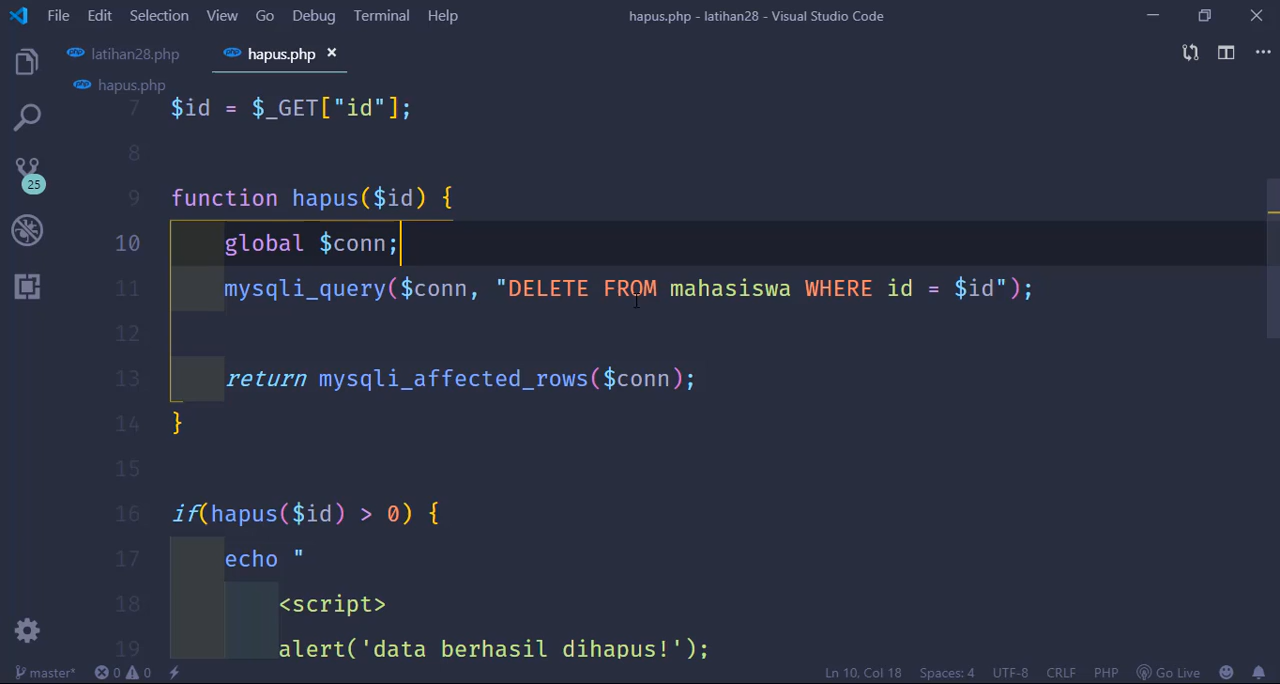 File Edit Selection View Go Debug Terminal Help
hapus.php - latihan28 - Visual Studio Code
php latihan28.php
php hapus.php ×
php hapus.php
7 $id = $_GET["id"];
8
9 function hapus($id) {
10 global $conn;
11 mysqli_query($conn, "DELETE FROM mahasiswa WHERE id = $id");
12
13 return mysqli_affected_rows($conn);
14 }
15
16 if(hapus($id) > 0) {
17 echo "
18 <script>
19 alert('data berhasil dihapus!');
25
master* 0 0
Ln 10, Col 18 Spaces: 4 UTF-8 CRLF PHP Go Live